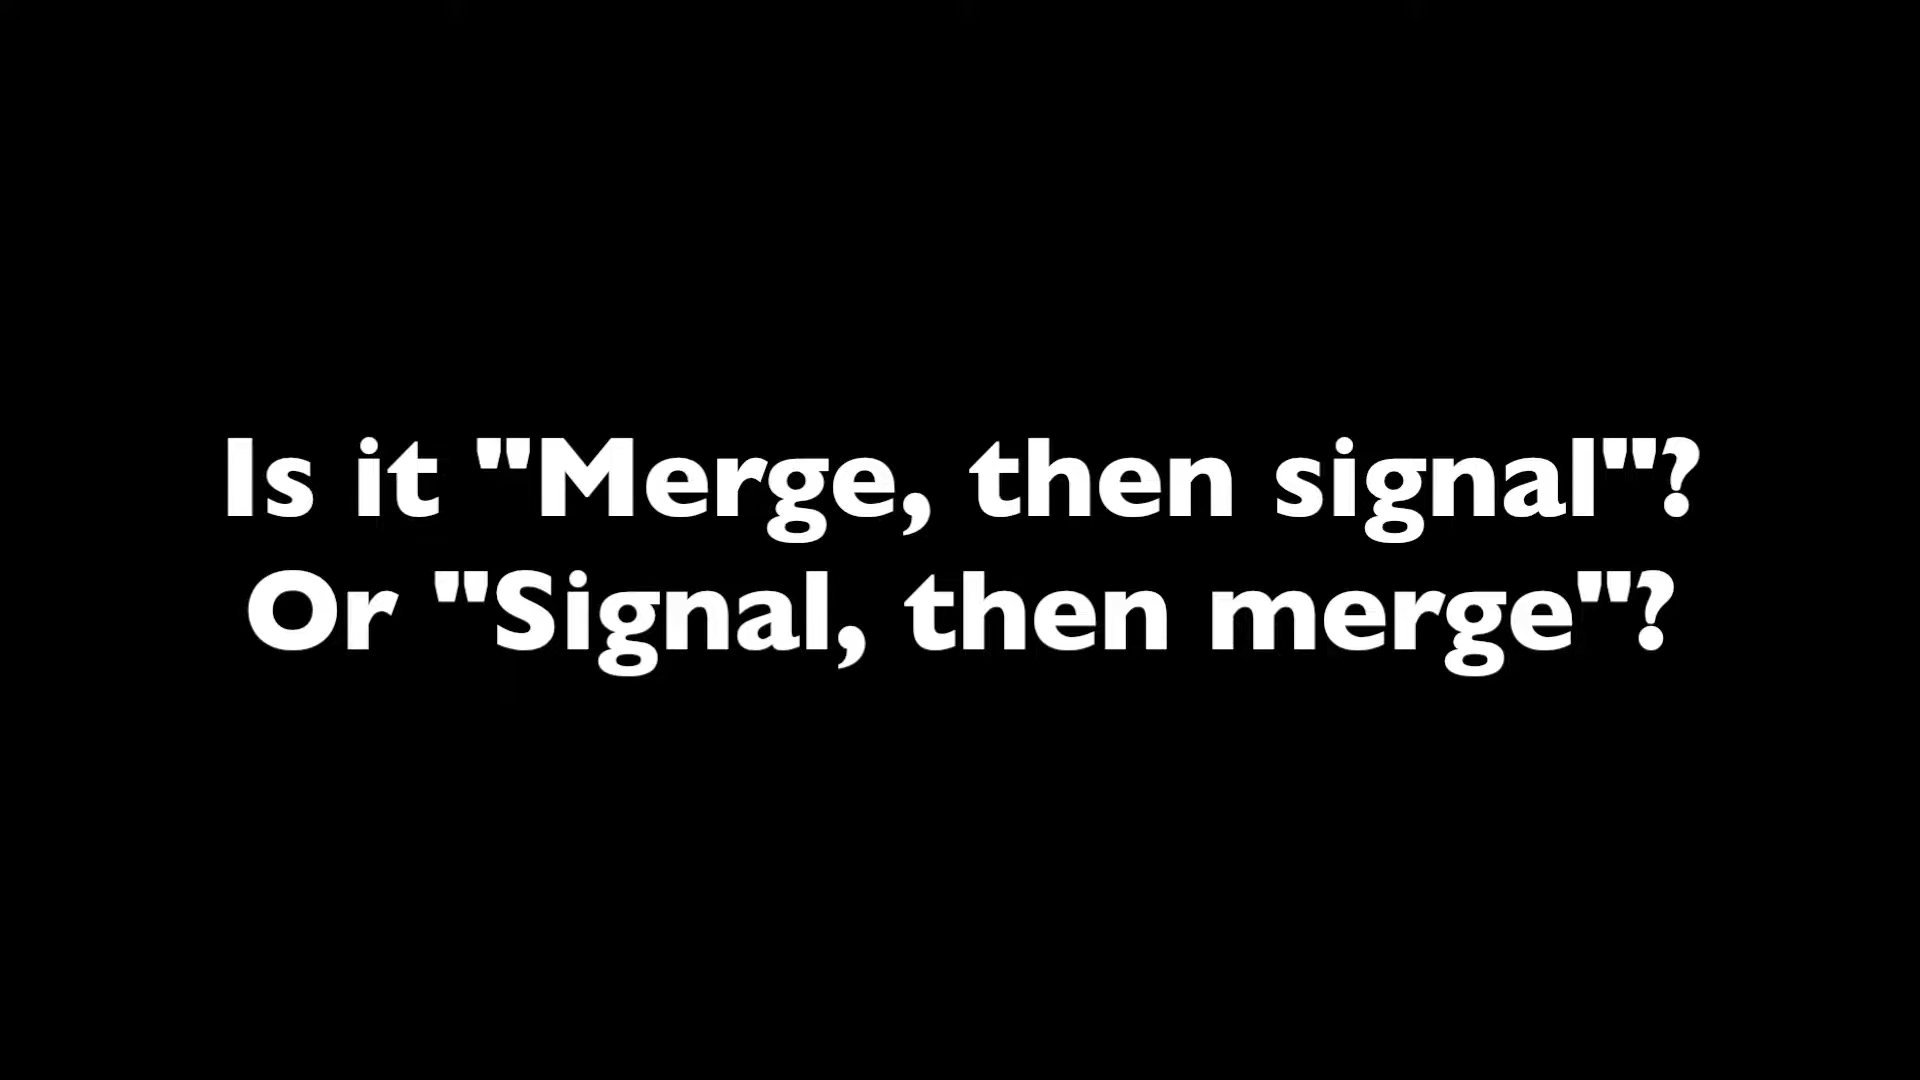 Is it "Merge, then signal"?
Or "Signal, then merge"?